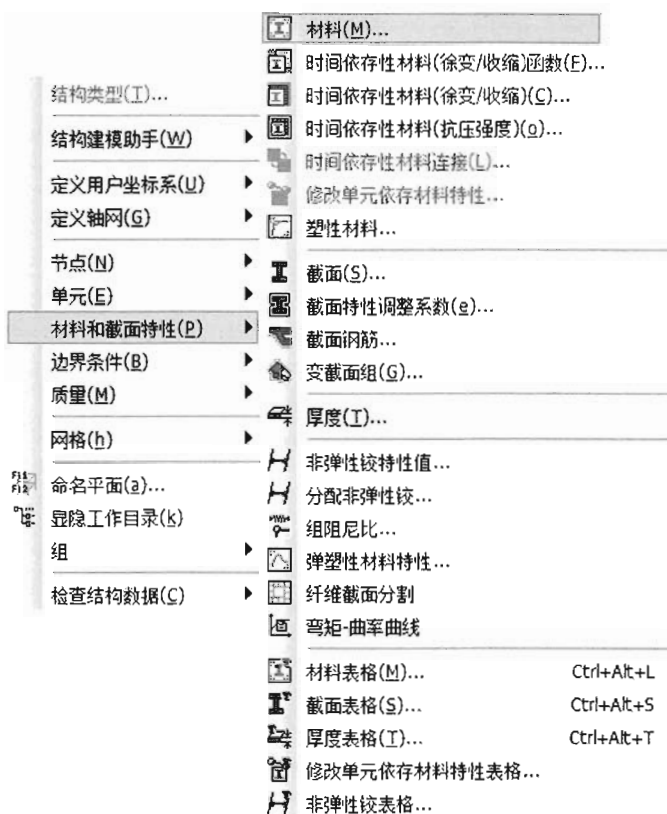 结构类型(T)...
结构建模助手(W)
定义用户坐标系(U)
定义轴网(G)
节点(N)
单元(E)
材料和截面特性(P)
边界条件(B)
质量(M)
网格(h)
命名平面(a)...
显隐工作目录(k)
组
检查结构数据(C)
材料(M)...
时间依存性材料(徐变/收缩)函数(F)...
时间依存性材料(徐变/收缩)(C)...
时间依存性材料(抗压强度)(o)...
时间依存性材料连接(L)...
修改单元依存材料特性...
塑性材料...
截面(S)...
截面特性调整系数(e)...
截面钢筋...
变截面组(G)...
厚度(T)...
非弹性铰特性值...
分配非弹性铰...
组阻尼比...
弹塑性材料特性...
纤维截面分割
弯矩-曲率曲线
材料表格(M)... Ctrl+Alt+L
截面表格(S)... Ctrl+Alt+S
厚度表格(T)... Ctrl+Alt+T
修改单元依存材料特性表格...
非弹性铰表格...